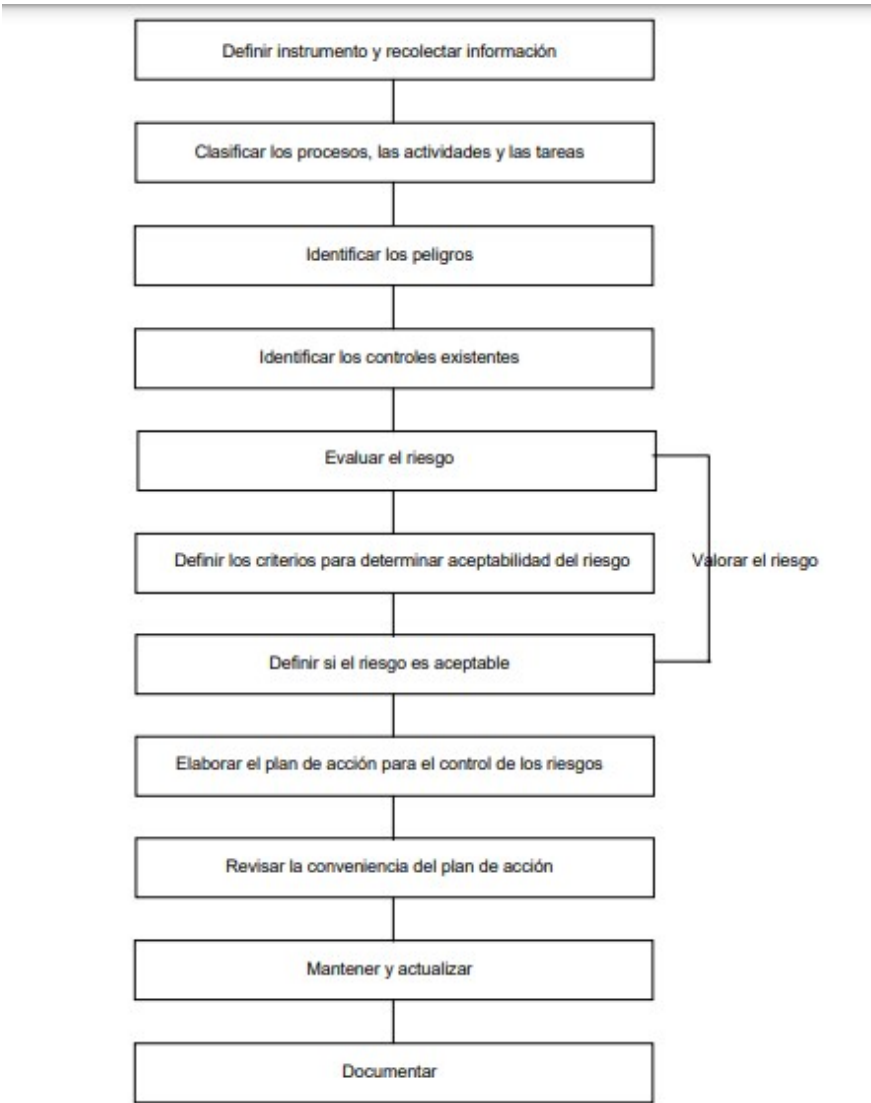 Definir instrumento y recolectar información
Clasificar los procesos, las actividades y las tareas
Identificar los peligros
Identificar los controles existentes
Evaluar el riesgo
Definir los criterios para determinar aceptabilidad del riesgo
Valorar el riesgo
Definir si el riesgo es aceptable
Elaborar el plan de acción para el control de los riesgos
Revisar la conveniencia del plan de acción
Mantener y actualizar
Documentar